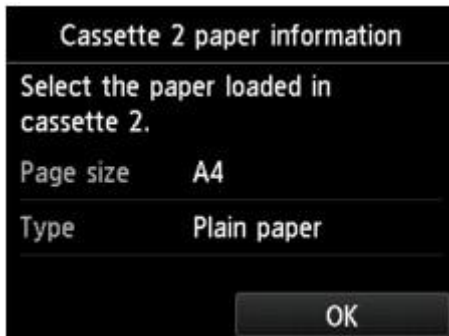 Cassette 2 paper information
Select the paper loaded in
cassette 2.
Page size A4
Type Plain paper
OK